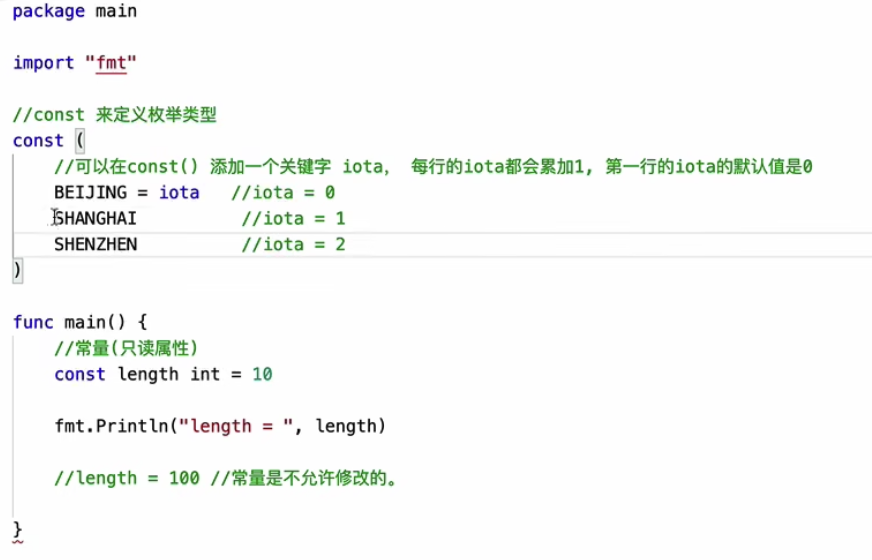 package main
import "fmt"
//const 来定义枚举类型
const (
//可以在const() 添加一个关键字 iota， 每行的iota都会累加1, 第一行的iota的默认值是0
BEIJING = iota //iota = 0
SHANGHAI //iota = 1
SHENZHEN //iota = 2
)
func main() {
//常量(只读属性)
const length int = 10
fmt.Println("length = ", length)
//length = 100 //常量是不允许修改的。
}